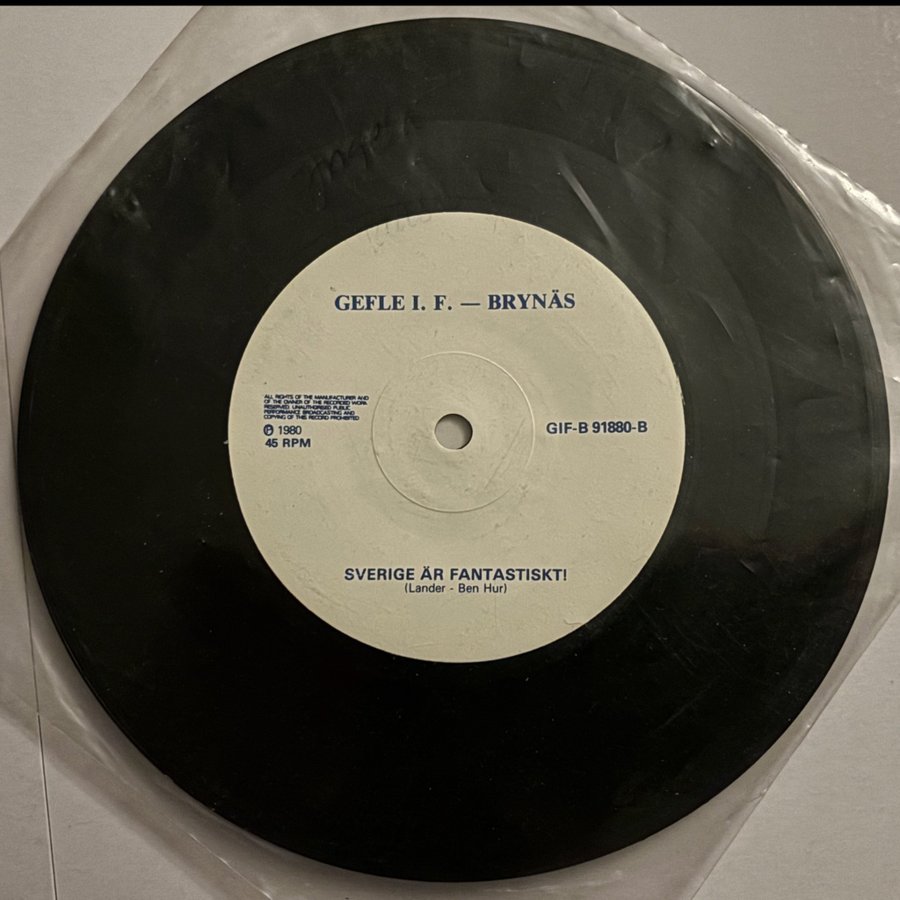 GEFLE I. F. — BRYNÄS
ALL RIGHTS OF THE MANUFACTURER AND
OF THE OWNER OF THE RECORDED WORK
RESERVED. UNAUTHORISED PUBLIC
PERFORMANCE BROADCASTING AND
COPYING OF THIS RECORD PROHIBITED
℗ 1980
45 RPM
GIF-B 91880-B
SVERIGE ÄR FANTASTISKT!
(Lander - Ben Hur)